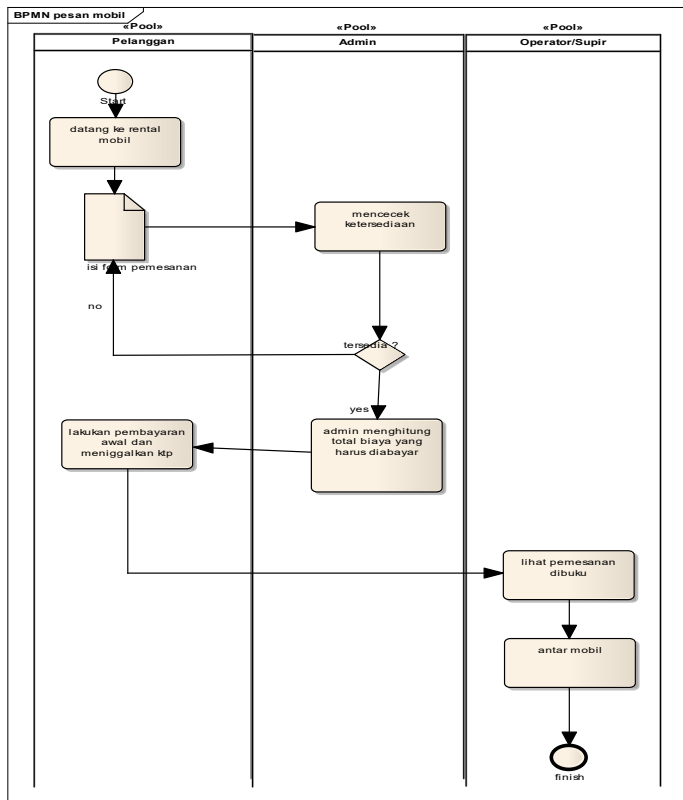 BPMN pesan mobil
«Pool»
Pelanggan
«Pool»
Admin
«Pool»
Operator/Supir
Start
datang ke rental
mobil
isi form pemesanan
mencecek
ketersediaan
no
tersedia ?
yes
lakukan pembayaran
awal dan
meniggalkan ktp
admin menghitung
total biaya yang
harus diabayar
lihat pemesanan
dibuku
antar mobil
finish